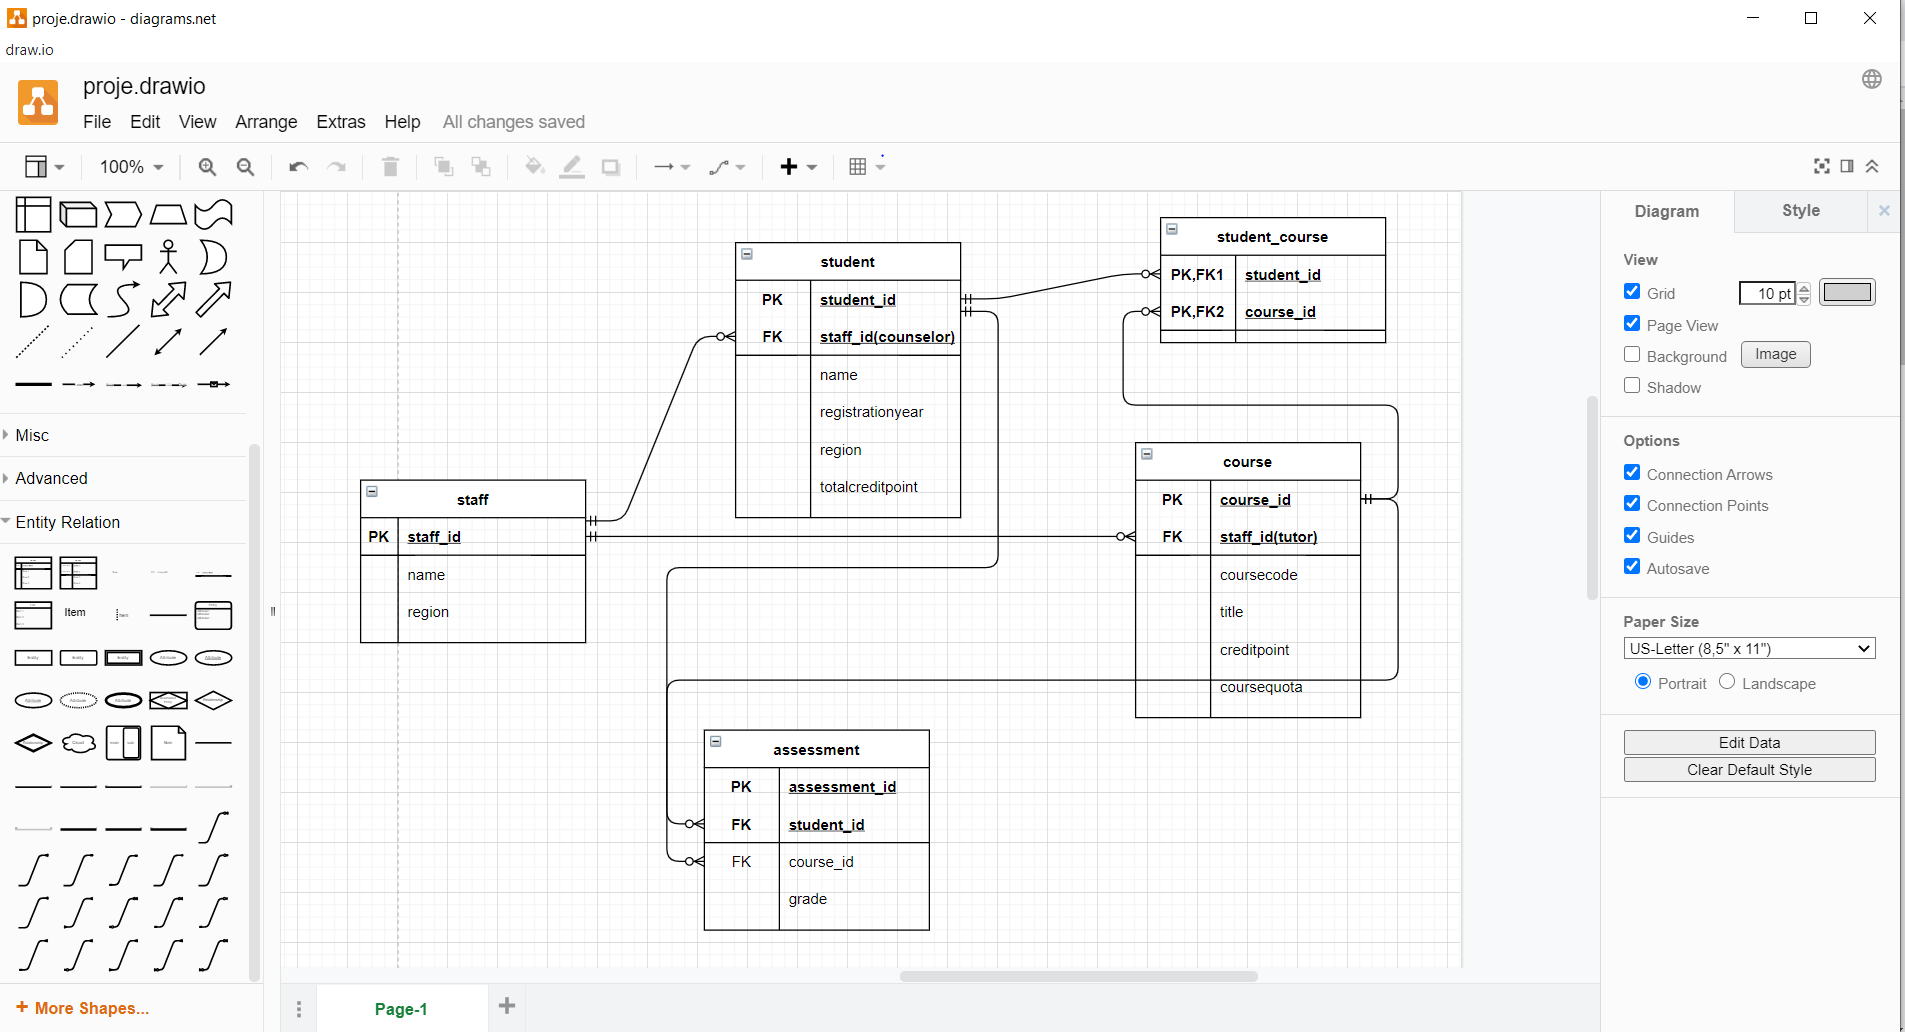 proje.drawio - diagrams.net
draw.io
proje.drawio
File Edit View Arrange Extras Help All changes saved
100%
Misc
Advanced
Entity Relation
Item
+ More Shapes...
student
PK student_id
FK staff_id(counselor)
name
registrationyear
region
totalcreditpoint
student_course
PK,FK1 student_id
PK,FK2 course_id
staff
PK staff_id
name
region
course
PK course_id
FK staff_id(tutor)
coursecode
title
creditpoint
coursequota
assessment
PK assessment_id
FK student_id
FK course_id
grade
Page-1
Diagram Style
View
Grid 10 pt
Page View
Background Image
Shadow
Options
Connection Arrows
Connection Points
Guides
Autosave
Paper Size
US-Letter (8,5" x 11")
Portrait Landscape
Edit Data
Clear Default Style